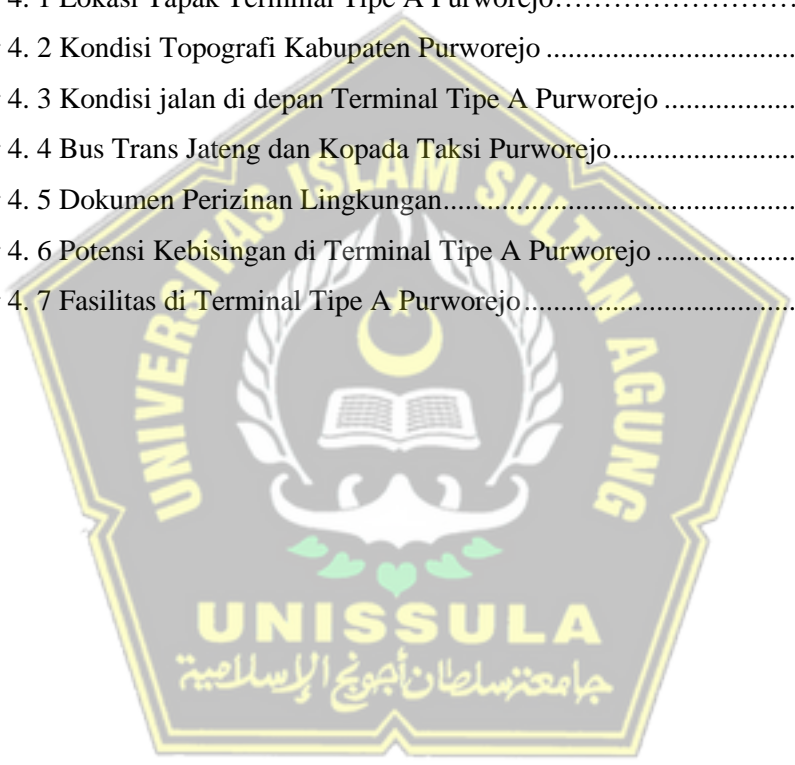 4. 1 Lokasi Tapak Terminal Tipe A Purworejo……………………
4. 2 Kondisi Topografi Kabupaten Purworejo ....................................
4. 3 Kondisi jalan di depan Terminal Tipe A Purworejo ...................
4. 4 Bus Trans Jateng dan Kopada Taksi Purworejo...........................
4. 5 Dokumen Perizinan Lingkungan....................................................
4. 6 Potensi Kebisingan di Terminal Tipe A Purworejo ....................
4. 7 Fasilitas di Terminal Tipe A Purworejo........................................
UNIVERSITAS ISLAM SULTAN AGUNG
UNISSULA
جامعة سلطان أجونج الإسلامية